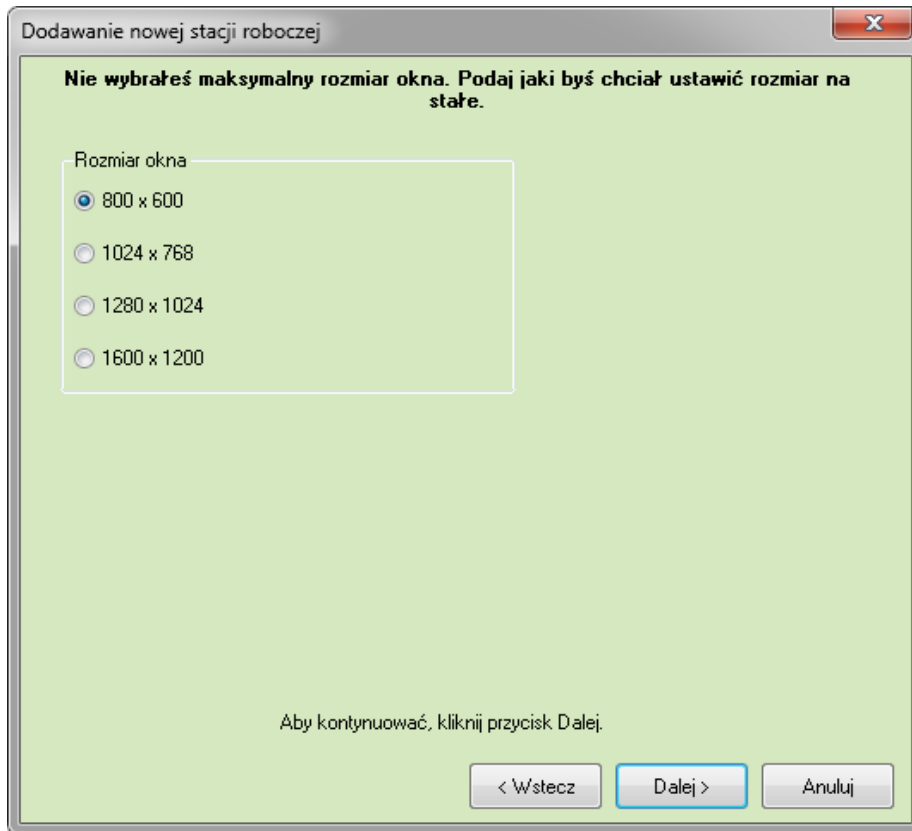 Dodawanie nowej stacji roboczej
Nie wybrałeś maksymalny rozmiar okna. Podaj jaki byś chciał ustawić rozmiar na
stałe.
Rozmiar okna
800 x 600
1024 x 768
1280 x 1024
1600 x 1200
Aby kontynuować, kliknij przycisk Dalej.
< Wstecz
Dalej >
Anuluj